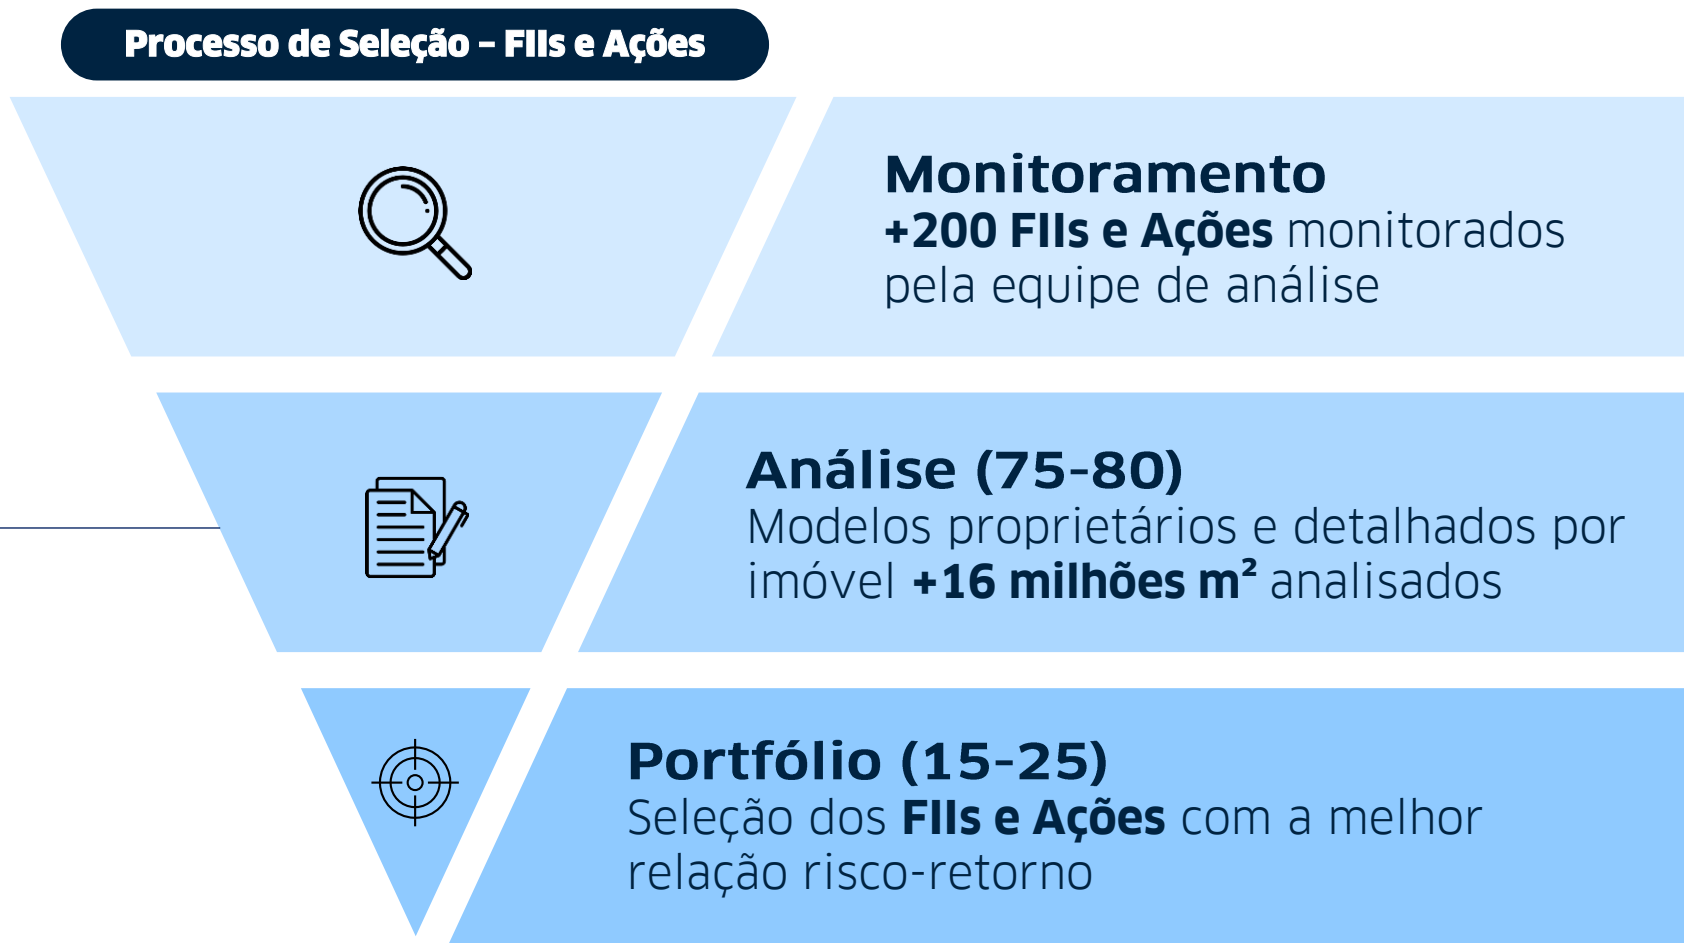 Processo de Seleção – FIIs e Ações
Monitoramento
+200 FIIs e Ações monitorados
pela equipe de análise
Análise (75-80)
Modelos proprietários e detalhados por
imóvel +16 milhões m² analisados
Portfólio (15-25)
Seleção dos FIIs e Ações com a melhor
relação risco-retorno